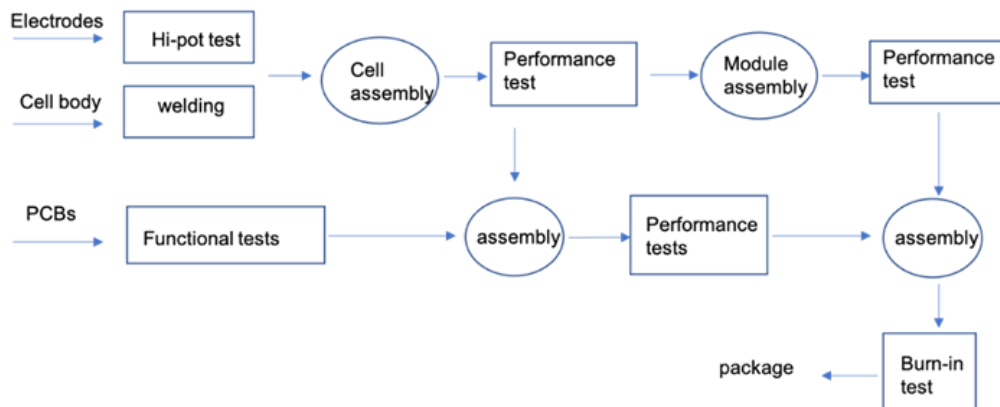 Electrodes
Hi-pot test
Cell body
welding
Cell
assembly
Performance
test
Module
assembly
Performance
test
PCBs
Functional tests
assembly
Performance
tests
assembly
Burn-in
test
package